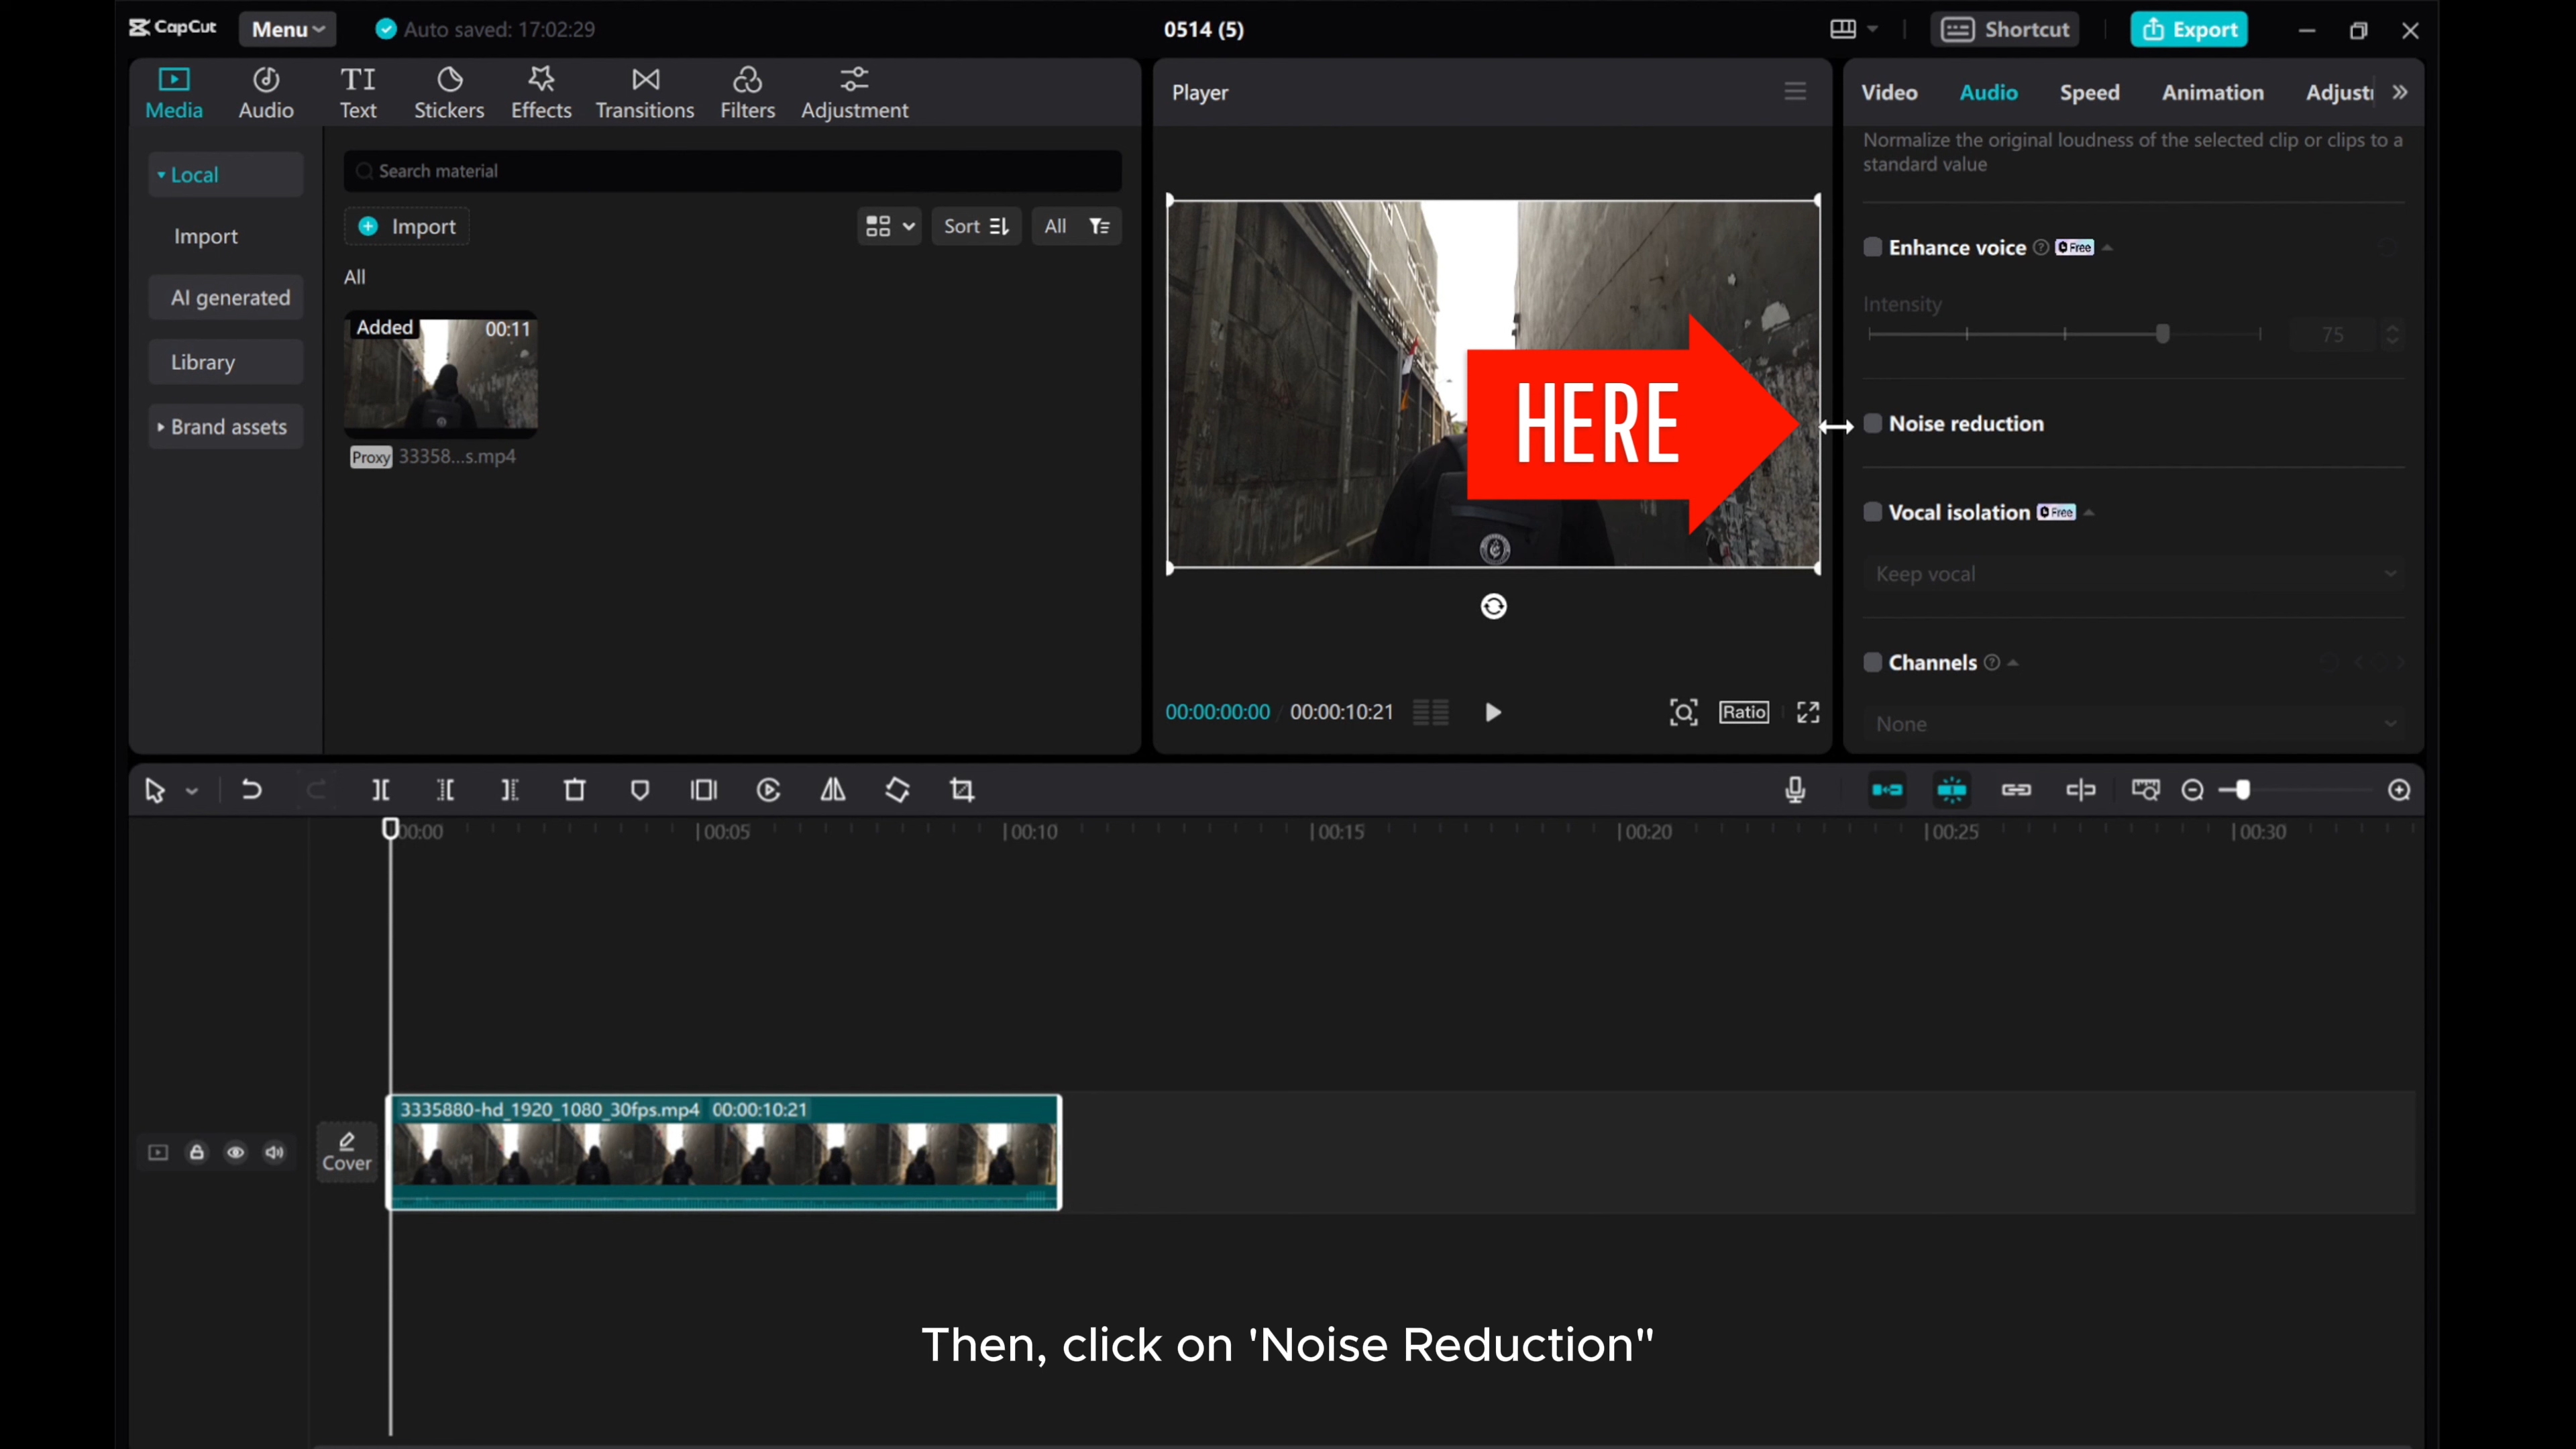 CapCut
Menu
Auto saved: 17:02:29
0514 (5)
Shortcut
Export
Media
Audio
Text
Stickers
Effects
Transitions
Filters
Adjustment
Local
Import
AI generated
Library
Brand assets
Search material
Import
Sort
All
All
Added
00:11
Proxy 33358...s.mp4
Player
HERE
00:00:00:00 / 00:00:10:21
Ratio
Video
Audio
Speed
Animation
Adjust
Normalize the original loudness of the selected clip or clips to a
standard value
Enhance voice Free
Intensity
75
Noise reduction
Vocal isolation Free
Keep vocal
Channels
None
00:00
00:05
00:10
00:15
00:20
00:25
00:30
Cover
3335880-hd_1920_1080_30fps.mp4 00:00:10:21
Then, click on 'Noise Reduction"